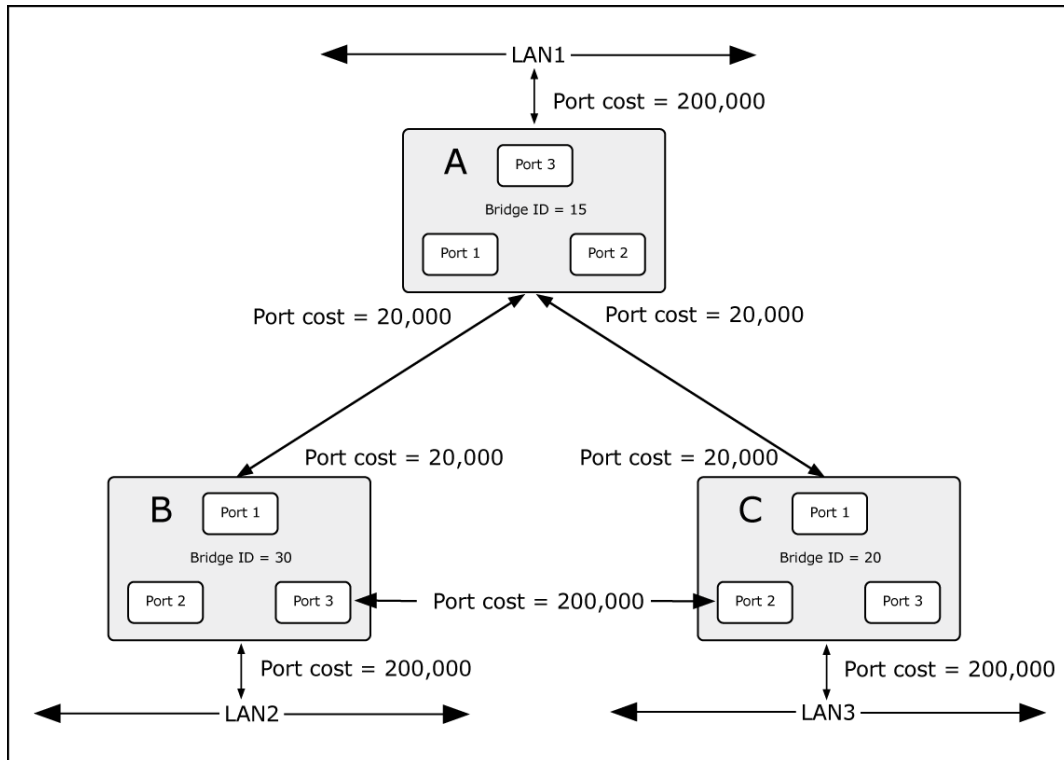 LAN1
Port cost = 200,000
A
Port 3
Bridge ID = 15
Port 1
Port 2
Port cost = 20,000
Port cost = 20,000
Port cost = 20,000
Port cost = 20,000
B
Port 1
Bridge ID = 30
Port 2
Port 3
Port cost = 200,000
C
Port 1
Bridge ID = 20
Port 2
Port 3
Port cost = 200,000
LAN2
Port cost = 200,000
LAN3